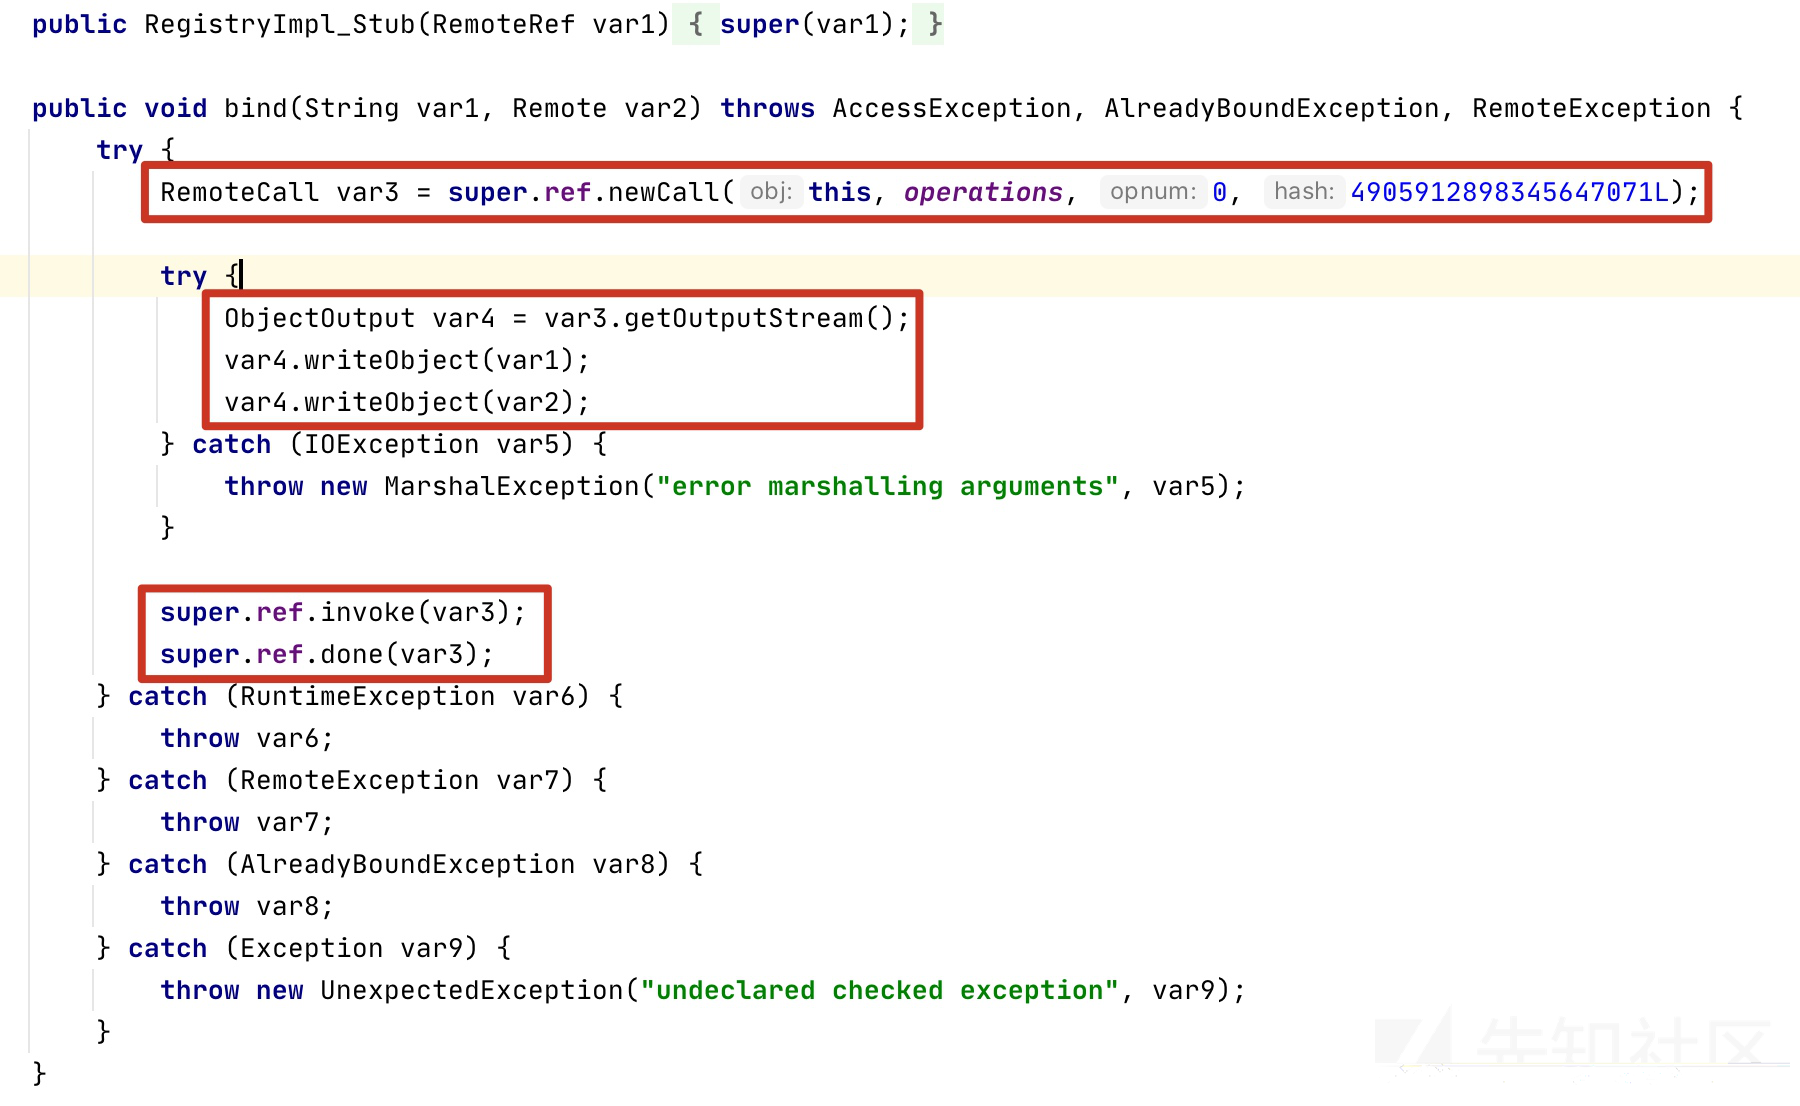 public RegistryImpl_Stub(RemoteRef var1) { super(var1); }
public void bind(String var1, Remote var2) throws AccessException, AlreadyBoundException, RemoteException {
try {
RemoteCall var3 = super.ref.newCall( obj: this, operations, opnum: 0, hash: 4905912898345647071L);
try {
ObjectOutput var4 = var3.getOutputStream();
var4.writeObject(var1);
var4.writeObject(var2);
} catch (IOException var5) {
throw new MarshalException("error marshalling arguments", var5);
}
super.ref.invoke(var3);
super.ref.done(var3);
} catch (RuntimeException var6) {
throw var6;
} catch (RemoteException var7) {
throw var7;
} catch (AlreadyBoundException var8) {
throw var8;
} catch (Exception var9) {
throw new UnexpectedException("undeclared checked exception", var9);
}
}
先知社区